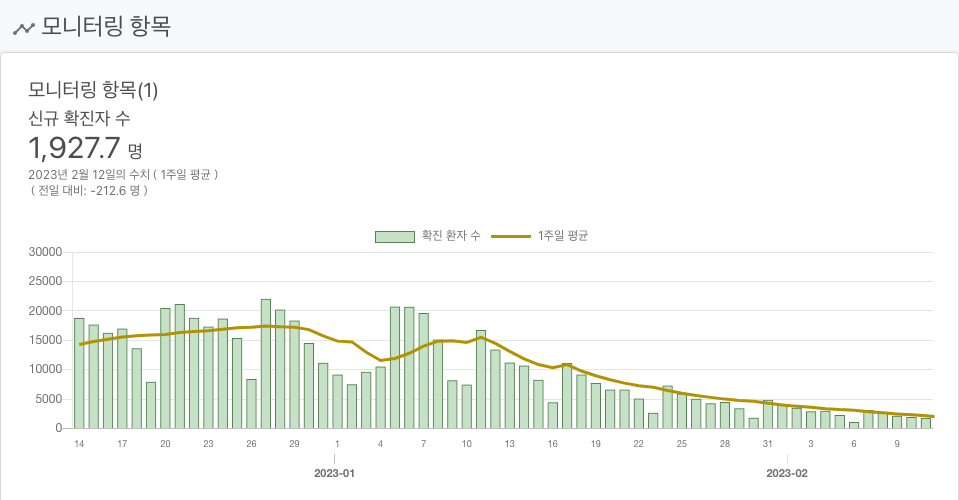 모니터링 항목
모니터링 항목(1)
신규 확진자 수
1,927.7 명
2023년 2월 12일의 수치 ( 1주일 평균 )
( 전일 대비: -212.6 명 )
확진 환자 수 1주일 평균
30000
25000
20000
15000
10000
5000
0
14 17 20 23 26 29 1 4 7 10 13 16 19 22 25 28 31 3 6 9
2023-01 2023-02